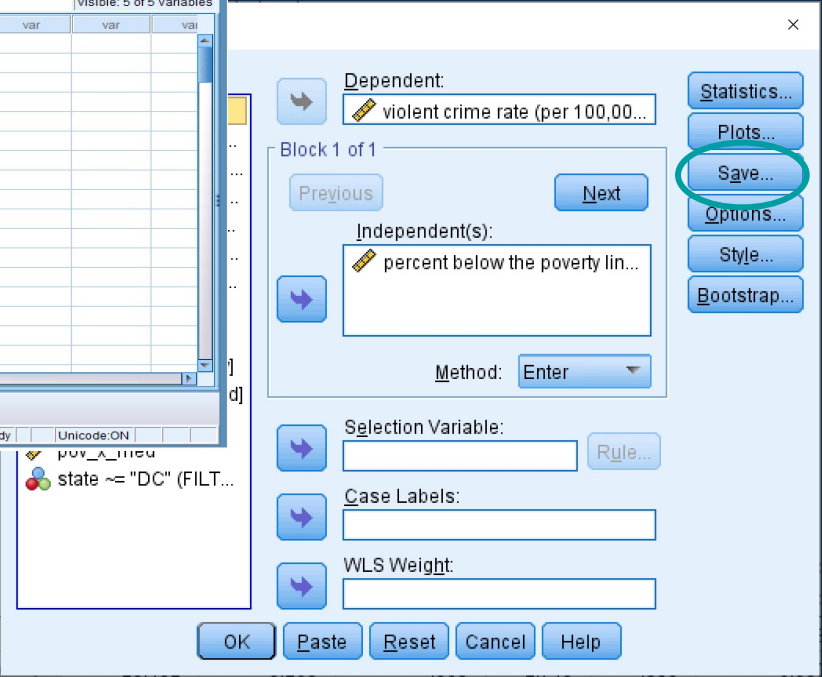 Visible: 5 of 5 Variables
var var
Dependent:
violent crime rate (per 100,00...
Statistics...
Plots...
Save...
Options...
Style...
Bootstrap...
Block 1 of 1
Previous
Next
Independent(s):
percent below the poverty lin...
Method:
Enter
d]
Unicode:ON
pov_x_med
state ~= "DC" (FILT...
Selection Variable:
Rule...
Case Labels:
WLS Weight:
OK
Paste
Reset
Cancel
Help